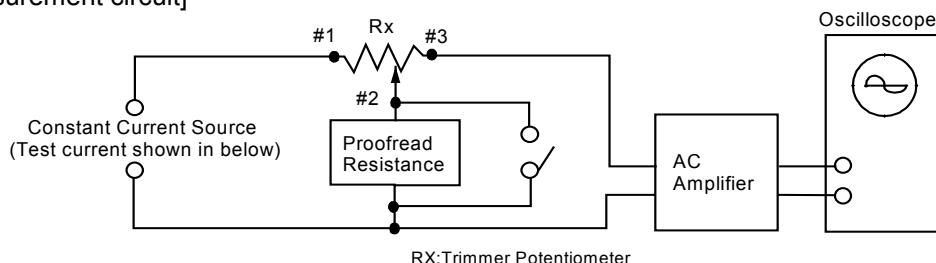 surement circuit]
Oscilloscope
#1
Rx
#3
#2
Constant Current Source
(Test current shown in below)
Proofread
Resistance
AC
Amplifier
RX:Trimmer Potentiometer